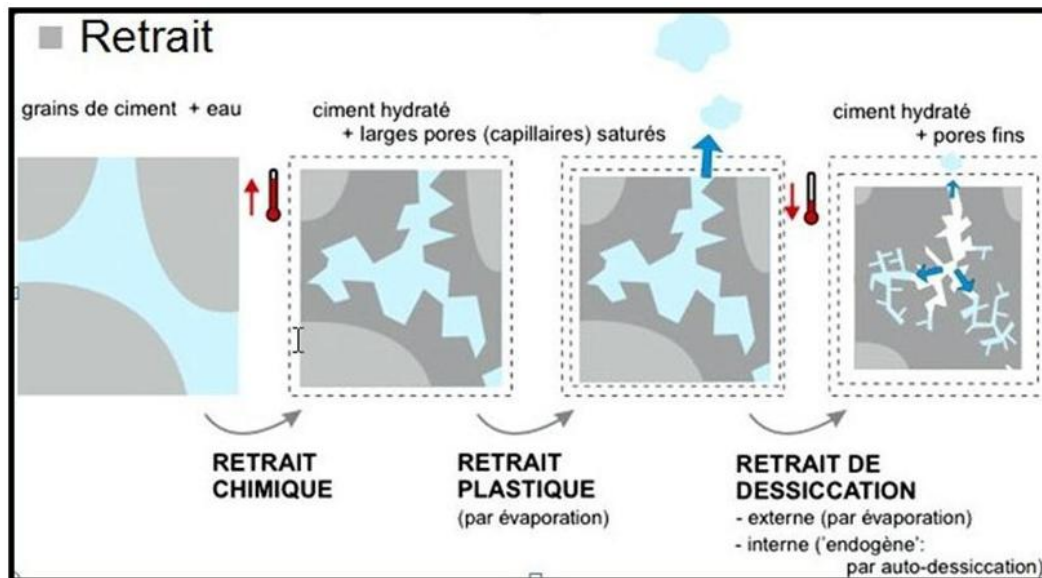 Retrait
grains de ciment + eau
ciment hydraté
+ larges pores (capillaires) saturés
ciment hydraté
+ pores fins
RETRAIT
CHIMIQUE
RETRAIT
PLASTIQUE
(par évaporation)
RETRAIT DE
DESSICCATION
- externe (par évaporation)
- interne ('endogène':
par auto-dessiccation)